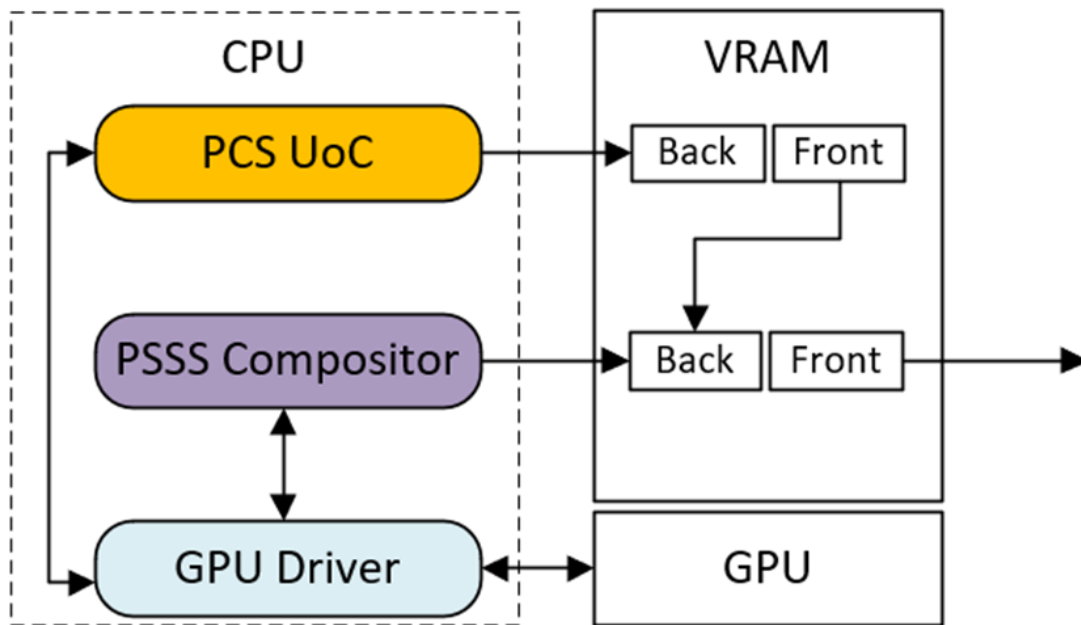 CPU
VRAM
PCS UoC
Back
Front
PSSS Compositor
Back
Front
GPU Driver
GPU